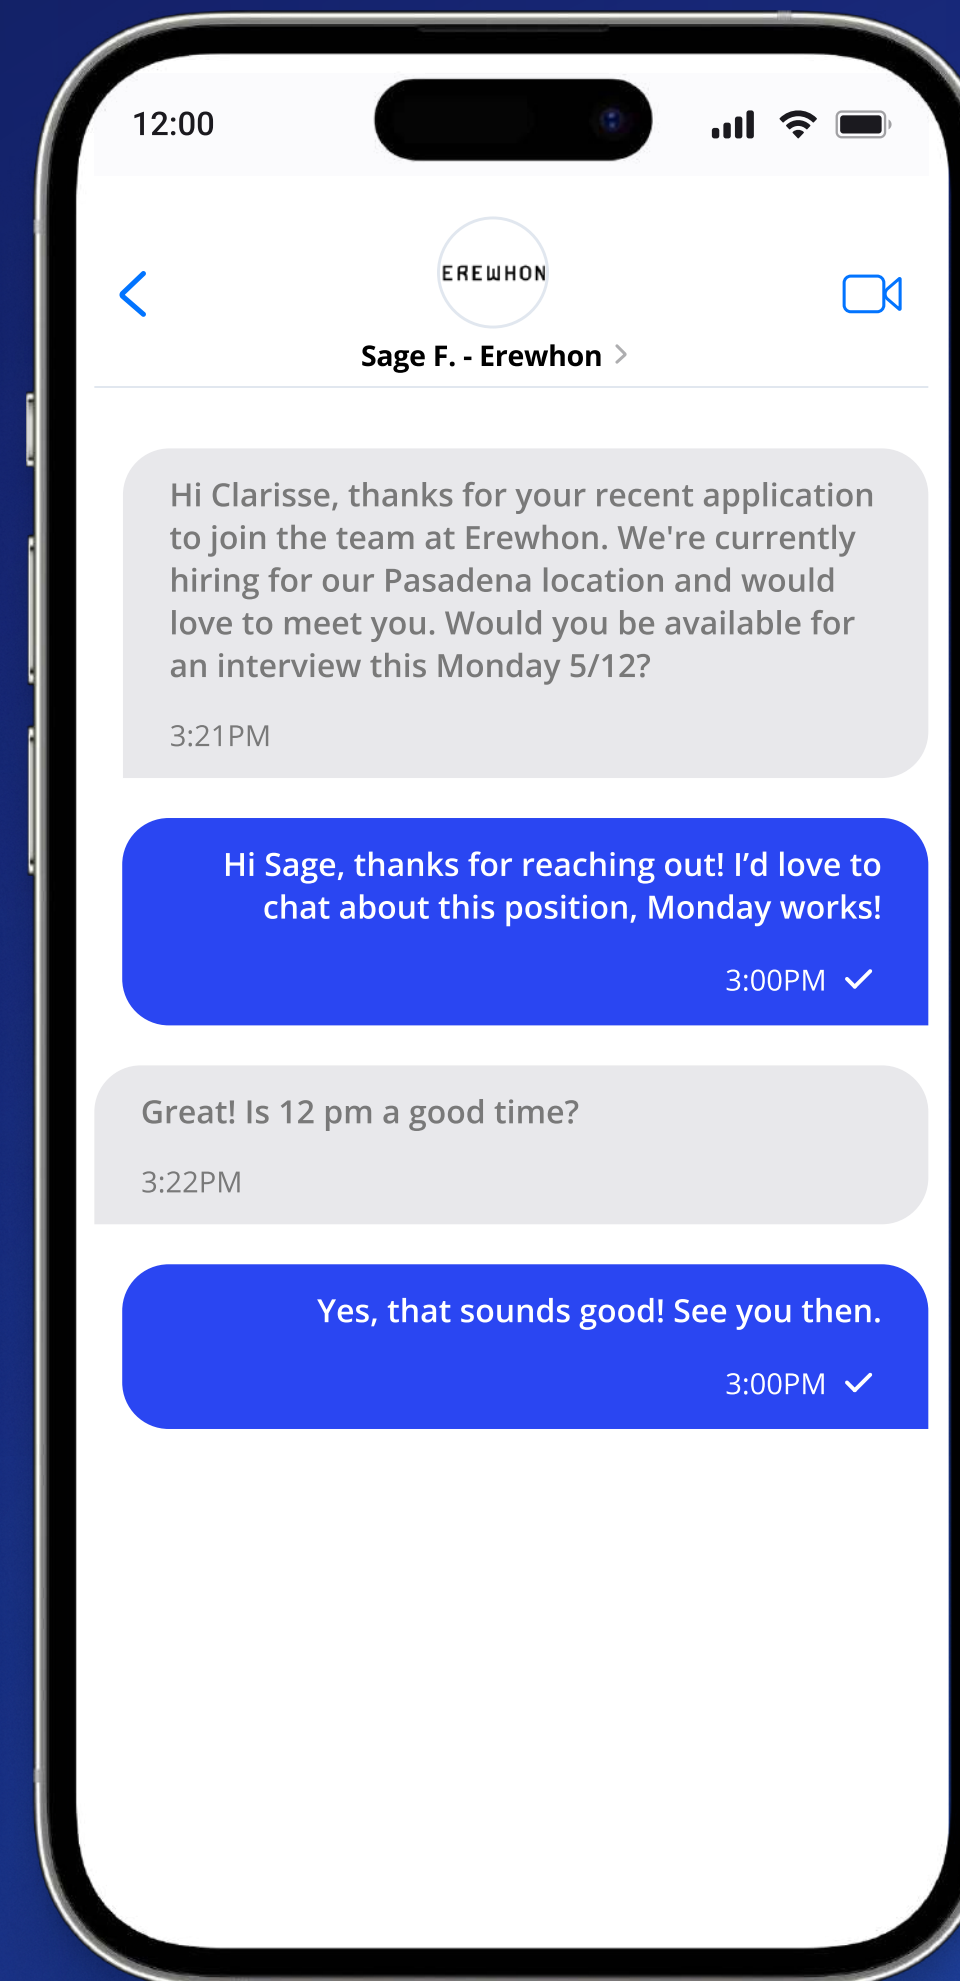 12:00
EREWHON
Sage F. - Erewhon
Hi Clarisse, thanks for your recent application
to join the team at Erewhon. We're currently
hiring for our Pasadena location and would
love to meet you. Would you be available for
an interview this Monday 5/12?
3:21PM
Hi Sage, thanks for reaching out! I’d love to
chat about this position, Monday works!
3:00PM
Great! Is 12 pm a good time?
3:22PM
Yes, that sounds good! See you then.
3:00PM